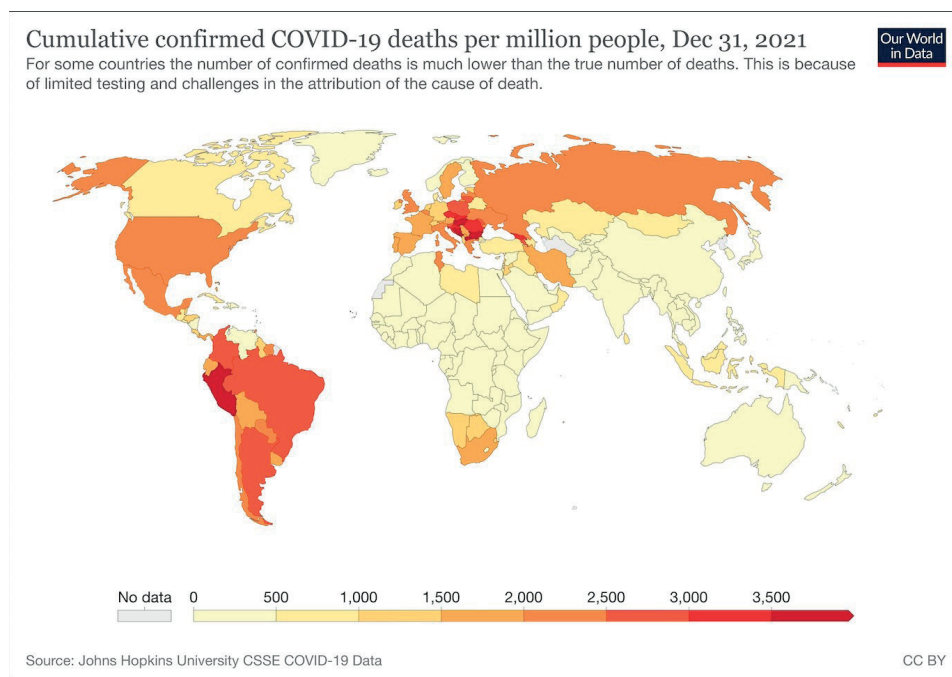 Cumulative confirmed COVID-19 deaths per million people, Dec 31, 2021
For some countries the number of confirmed deaths is much lower than the true number of deaths. This is because
of limited testing and challenges in the attribution of the cause of death.
Our World
in Data
No data 0 500 1,000 1,500 2,000 2,500 3,000 3,500
Source: Johns Hopkins University CSSE COVID-19 Data
CC BY